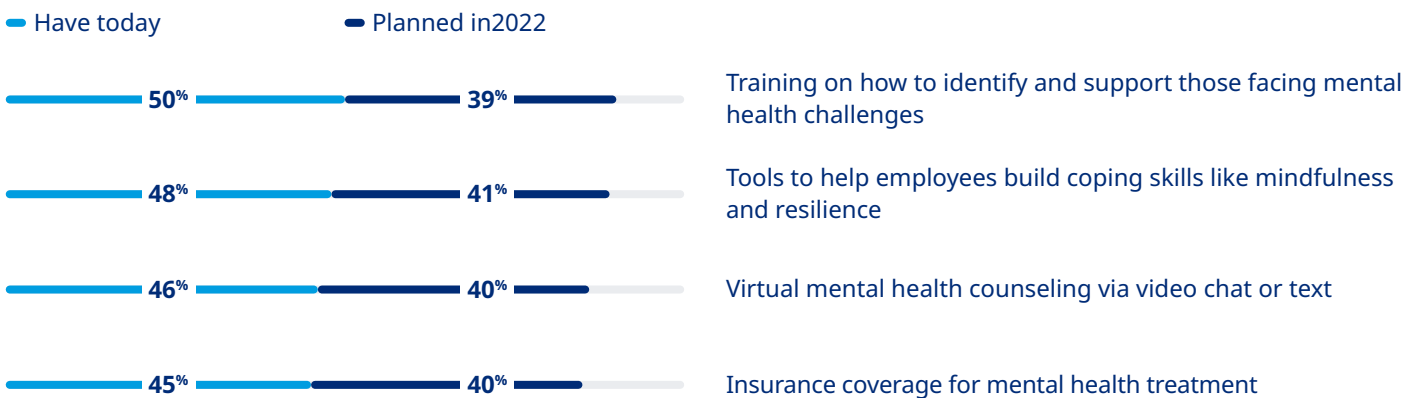 Have today Planned in2022
50% 39% Training on how to identify and support those facing mental
health challenges
48% 41% Tools to help employees build coping skills like mindfulness
and resilience
46% 40% Virtual mental health counseling via video chat or text
45% 40% Insurance coverage for mental health treatment